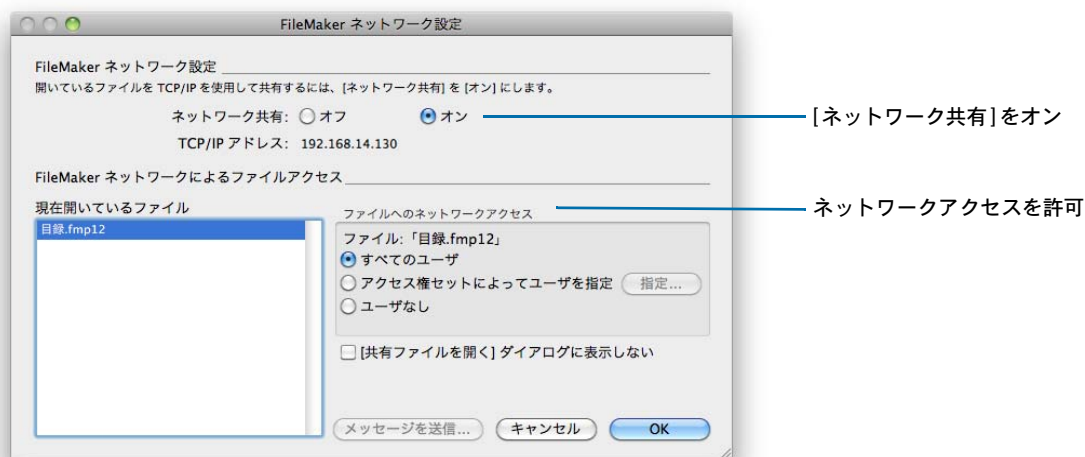 FileMaker ネットワーク設定
FileMaker ネットワーク設定
開いているファイルを TCP/IP を使用して共有するには、[ネットワーク共有] を [オン] にします。
ネットワーク共有: オフ オン
[ネットワーク共有]をオン
TCP/IP アドレス: 192.168.14.130
FileMaker ネットワークによるファイルアクセス
現在開いているファイル
目録.fmp12
ファイルへのネットワークアクセス
ネットワークアクセスを許可
ファイル:「目録.fmp12」
すべてのユーザ
アクセス権セットによってユーザを指定 指定...
ユーザなし
[共有ファイルを開く] ダイアログに表示しない
メッセージを送信... キャンセル OK